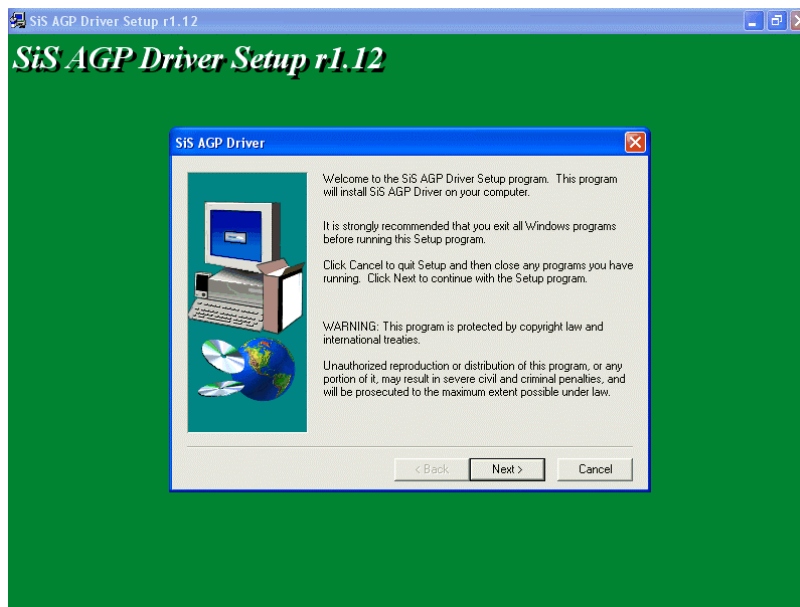 SiS AGP Driver Setup r1.12
SiS AGP Driver Setup r1.12
SiS AGP Driver
Welcome to the SiS AGP Driver Setup program.  This program
will install SiS AGP Driver on your computer.
It is strongly recommended that you exit all Windows programs
before running this Setup program.
Click Cancel to quit Setup and then close any programs you have
running.  Click Next to continue with the Setup program.
WARNING: This program is protected by copyright law and
international treaties.
Unauthorized reproduction or distribution of this program, or any
portion of it, may result in severe civil and criminal penalties, and
will be prosecuted to the maximum extent possible under law.
< Back
Next >
Cancel